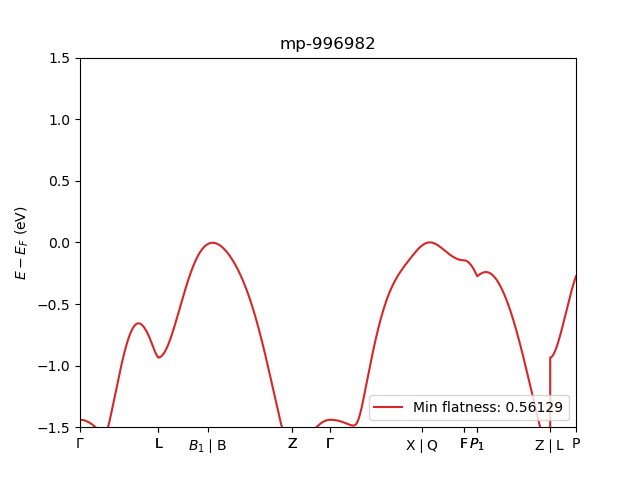 mp-996982
1.5
1.0
0.5
0.0
−0.5
−1.0
−1.5
E − E_F (eV)
Min flatness: 0.56129
Γ L B₁ | B Z Γ X | Q F P₁ Z | L P